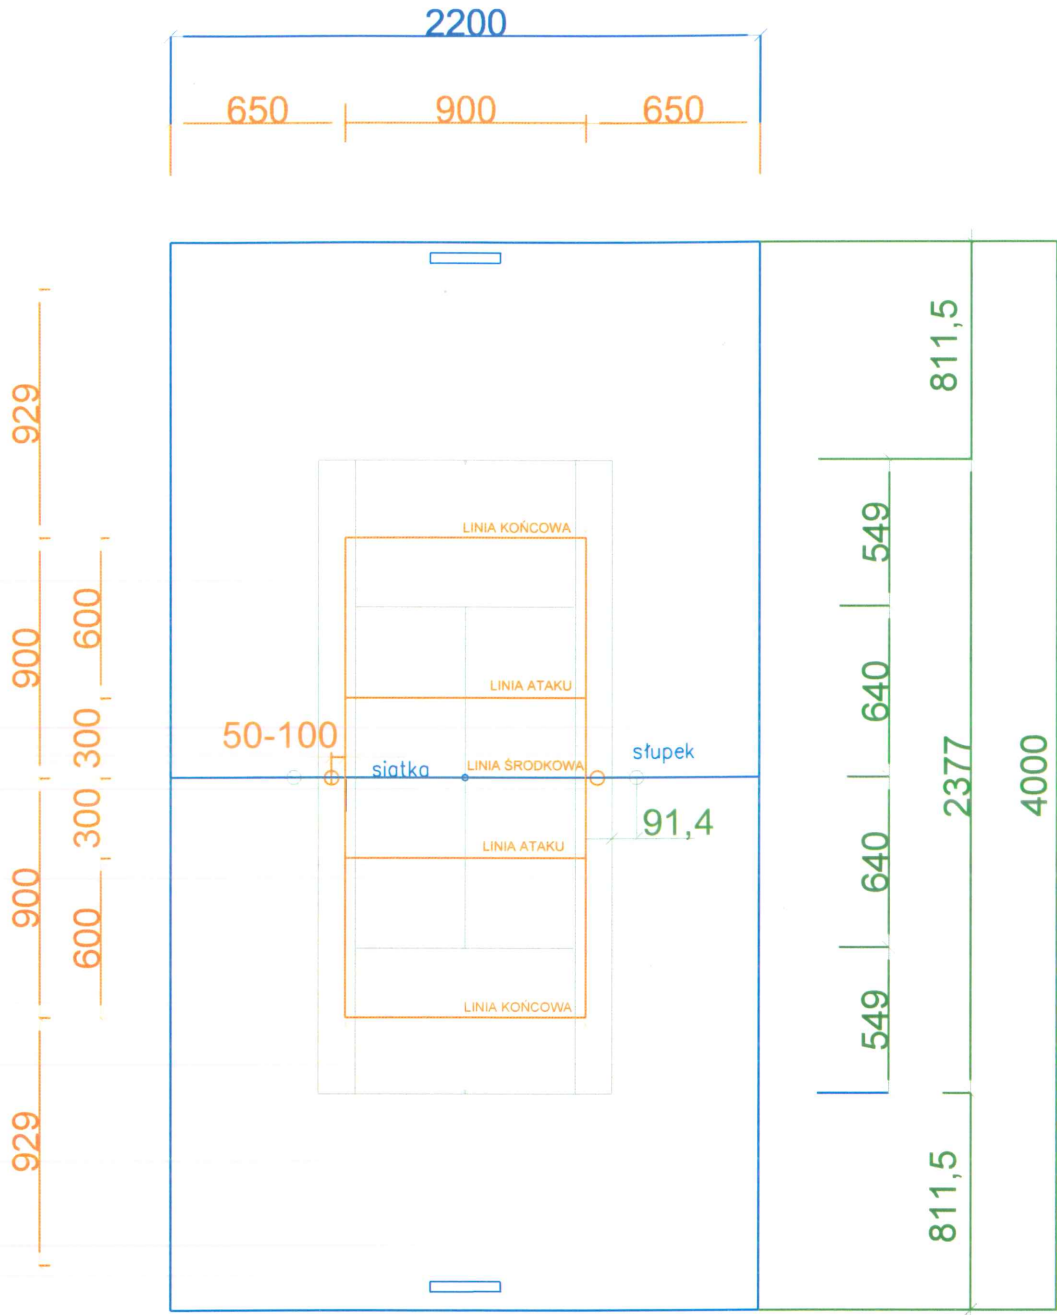 2200
650 900 650
811,5
929
549
LINIA KOŃCOWA
600
900
640
LINIA ATAKU
300
50-100
siatka
LINIA ŚRODKOWA
słupek
2377
4000
300
91,4
LINIA ATAKU
640
900
600
549
LINIA KOŃCOWA
929
811,5